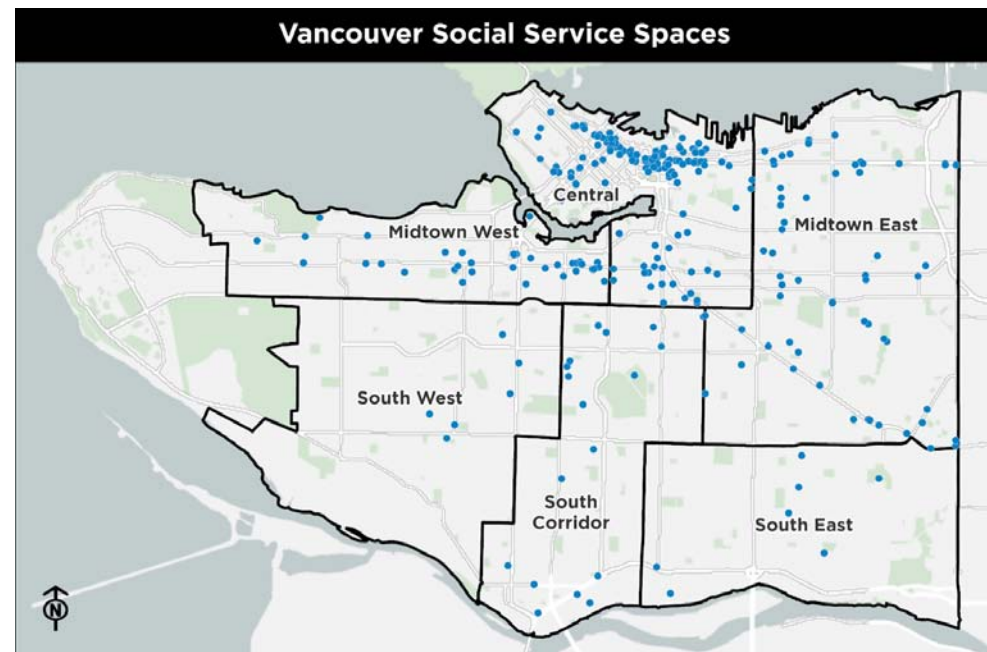 Vancouver Social Service Spaces
Central
Midtown West
Midtown East
South West
South
Corridor
South East
N